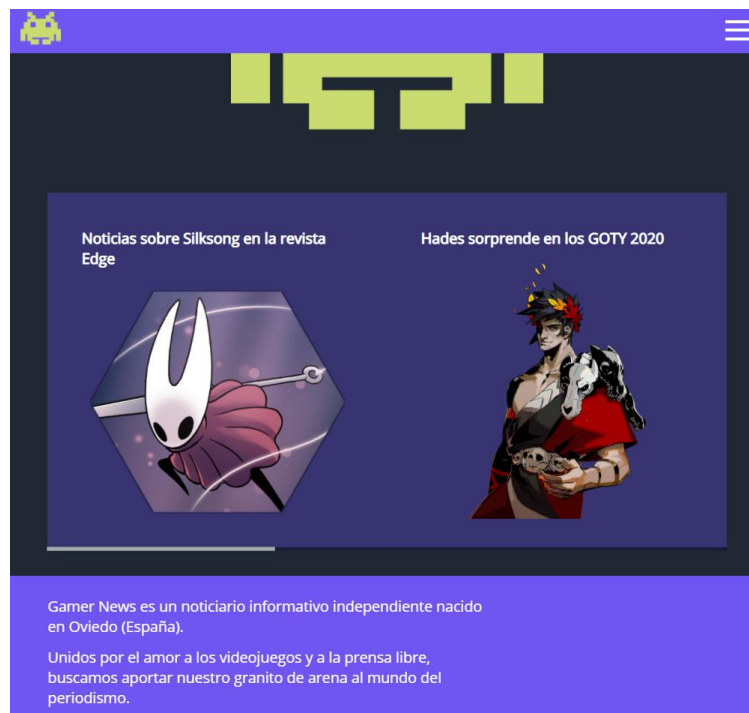 Noticias sobre Silksong en la revista
Edge
Hades sorprende en los GOTY 2020
Gamer News es un noticiario informativo independiente nacido
en Oviedo (España).
Unidos por el amor a los videojuegos y a la prensa libre,
buscamos aportar nuestro granito de arena al mundo del
periodismo.